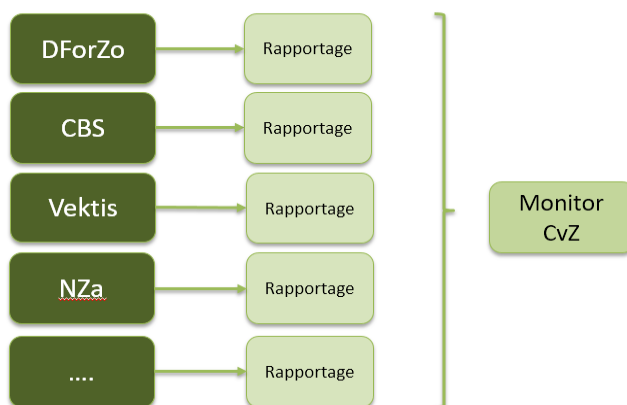 DForZo
Rapportage
CBS
Rapportage
Vektis
Rapportage
NZa
Rapportage
....
Rapportage
Monitor
CvZ